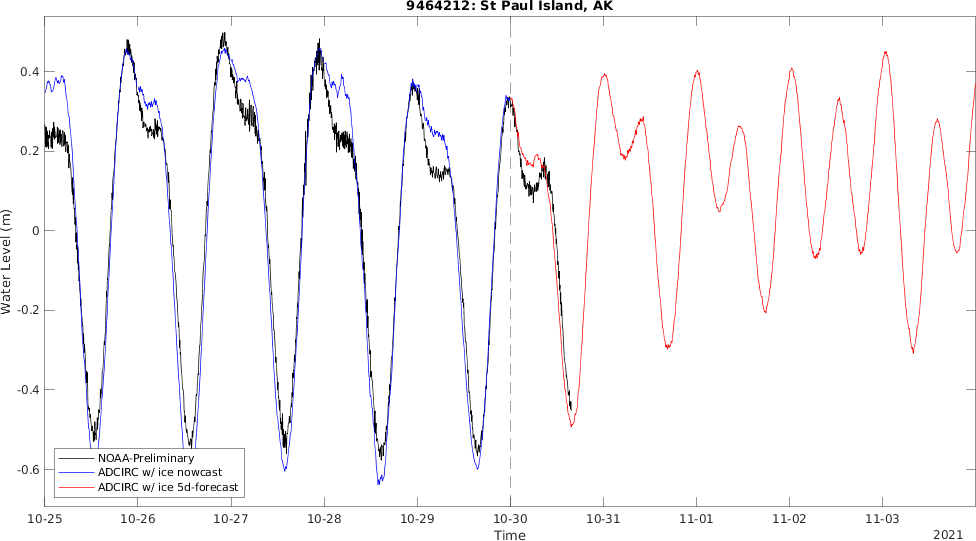 9464212: St Paul Island, AK
Water Level (m)
0.4
0.2
0
-0.2
-0.4
-0.6
NOAA-Preliminary
ADCIRC w/ ice nowcast
ADCIRC w/ ice 5d-forecast
10-25 10-26 10-27 10-28 10-29 10-30 10-31 11-01 11-02 11-03
Time
2021